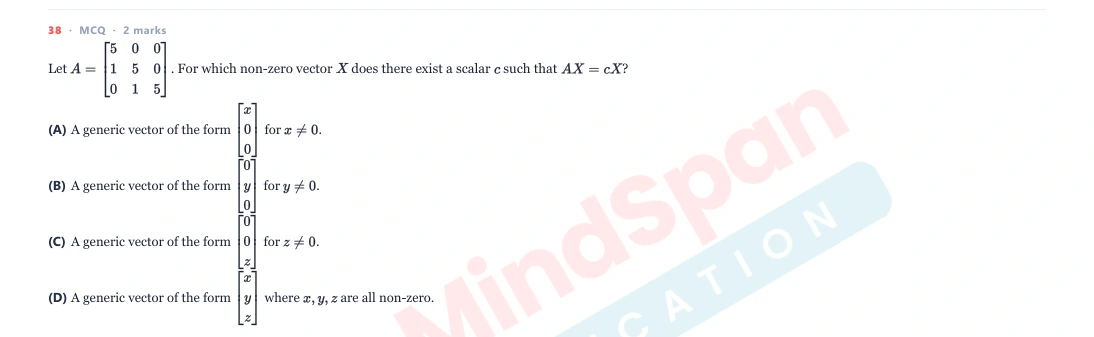 38 · MCQ · 2 marks
Let A = [5 0 0; 1 5 0; 0 1 5]. For which non-zero vector X does there exist a scalar c such that AX = cX?
(A) A generic vector of the form [x; 0; 0] for x ≠ 0.
(B) A generic vector of the form [0; y; 0] for y ≠ 0.
(C) A generic vector of the form [0; 0; z] for z ≠ 0.
(D) A generic vector of the form [x; y; z] where x, y, z are all non-zero.
MindSpan
CATION